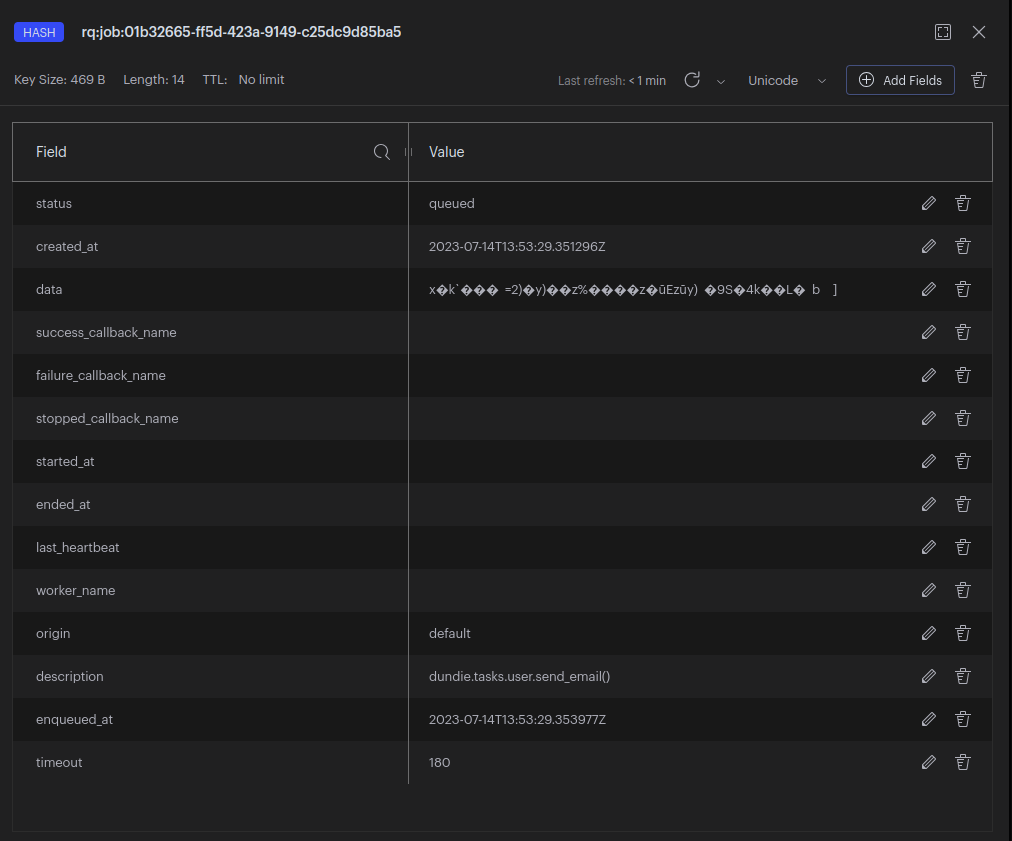 HASH rq:job:01b32665-ff5d-423a-9149-c25dc9d85ba5
Key Size: 469 B Length: 14 TTL: No limit Last refresh: < 1 min Unicode Add Fields
Field Value
status queued
created_at 2023-07-14T13:53:29.351296Z
data x�k`��� =2)�y)��z%����z�ūEzūy) �9S�4k��L� b ]
success_callback_name
failure_callback_name
stopped_callback_name
started_at
ended_at
last_heartbeat
worker_name
origin default
description dundie.tasks.user.send_email()
enqueued_at 2023-07-14T13:53:29.353977Z
timeout 180